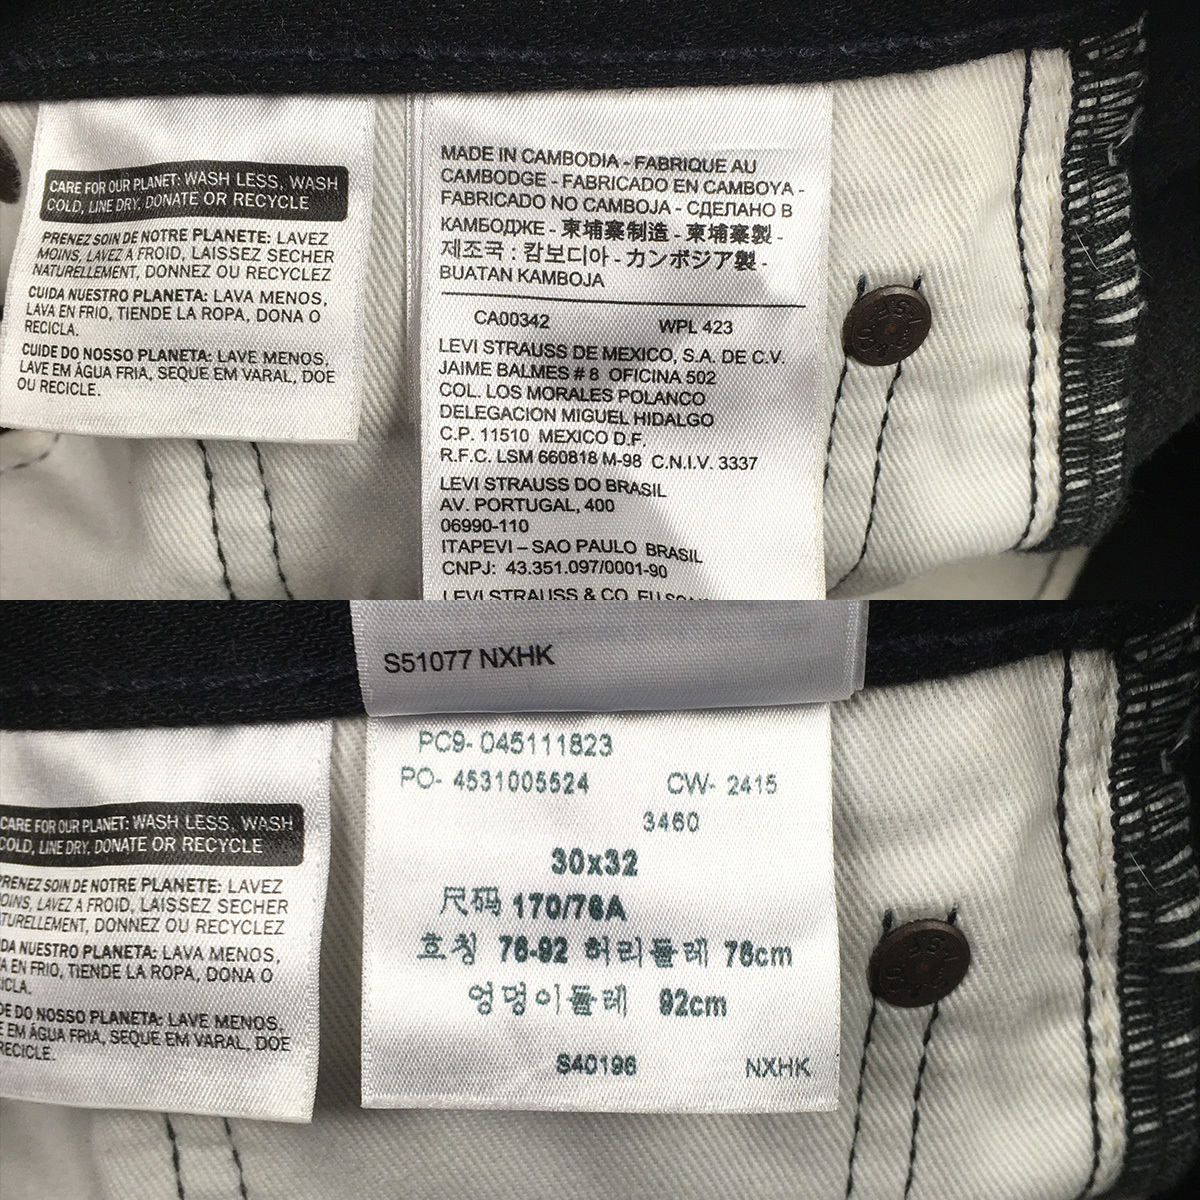 CARE FOR OUR PLANET: WASH LESS, WASH
COLD, LINE DRY, DONATE OR RECYCLE
PRENEZ SOIN DE NOTRE PLANETE: LAVEZ
MOINS, LAVEZ À FROID, LAISSEZ SECHER
NATURELLEMENT, DONNEZ OU RECYCLEZ
CUIDA NUESTRO PLANETA: LAVA MENOS,
LAVA EN FRIO, TIENDE LA ROPA, DONA O
RECICLA.
CUIDE DO NOSSO PLANETA: LAVE MENOS,
LAVE EM ÁGUA FRIA, SEQUE EM VARAL, DOE
OU RECICLE.
MADE IN CAMBODIA - FABRIQUE AU
CAMBODGE - FABRICADO EN CAMBOYA -
FABRICADO NO CAMBOJA - СДЕЛАНО В
КАМБОДЖЕ - 柬埔寨制造 - 柬埔寨製 -
제조국 : 캄보디아 - カンボジア製 -
BUATAN KAMBOJA
CA00342 WPL 423
LEVI STRAUSS DE MEXICO, S.A. DE C.V.
JAIME BALMES # 8 OFICINA 502
COL. LOS MORALES POLANCO
DELEGACION MIGUEL HIDALGO
C.P. 11510 MEXICO D.F.
R.F.C. LSM 660818 M-98 C.N.I.V. 3337
LEVI STRAUSS DO BRASIL
AV. PORTUGAL, 400
06990-110
ITAPEVI – SAO PAULO BRASIL
CNPJ: 43.351.097/0001-90
LEVI STRAUSS & CO. EU
S51077 NXHK
PC9- 045111823
PO- 4531005524 CW- 2415
3460
30x32
尺码 170/76A
호칭 76-92 허리둘레 76cm
엉덩이둘레 92cm
S40196 NXHK
CARE FOR OUR PLANET: WASH LESS, WASH
COLD, LINE DRY, DONATE OR RECYCLE
PRENEZ SOIN DE NOTRE PLANETE: LAVEZ
MOINS, LAVEZ À FROID, LAISSEZ SECHER
TURELLEMENT, DONNEZ OU RECYCLEZ
DA NUESTRO PLANETA: LAVA MENOS,
A EN FRIO, TIENDE LA ROPA, DONA O
ICLA.
DE DO NOSSO PLANETA: LAVE MENOS,
E EM ÁGUA FRIA, SEQUE EM VARAL, DOE
RECICLE.